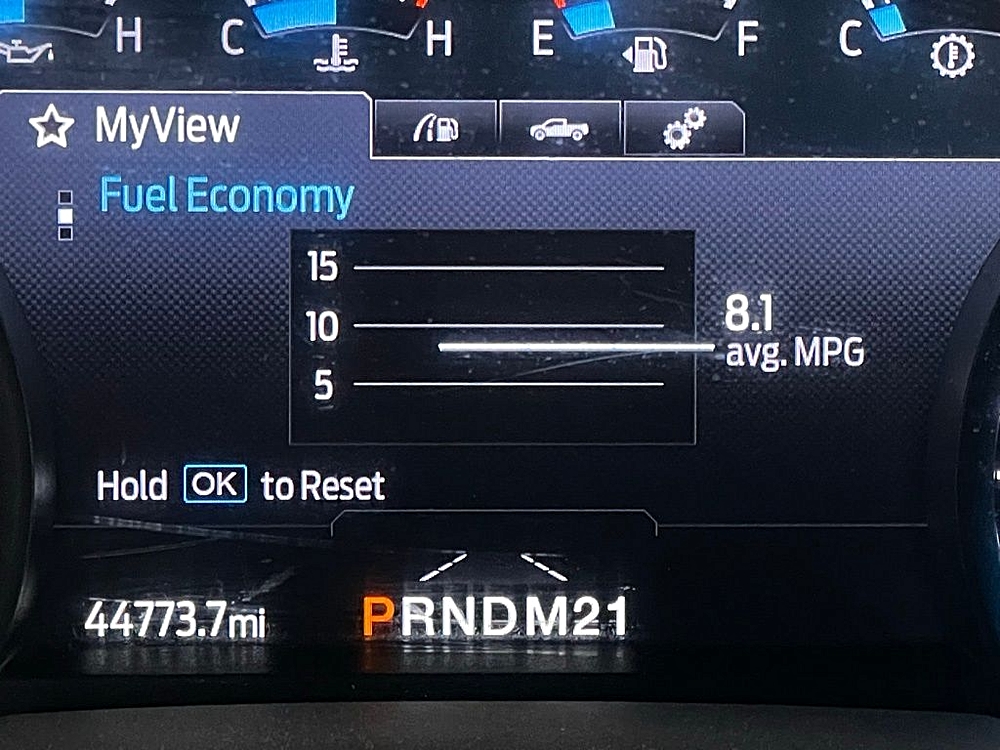 H C H E F C
MyView
Fuel Economy
15
10
8.1
avg. MPG
5
Hold OK to Reset
44773.7mi PRNDM21